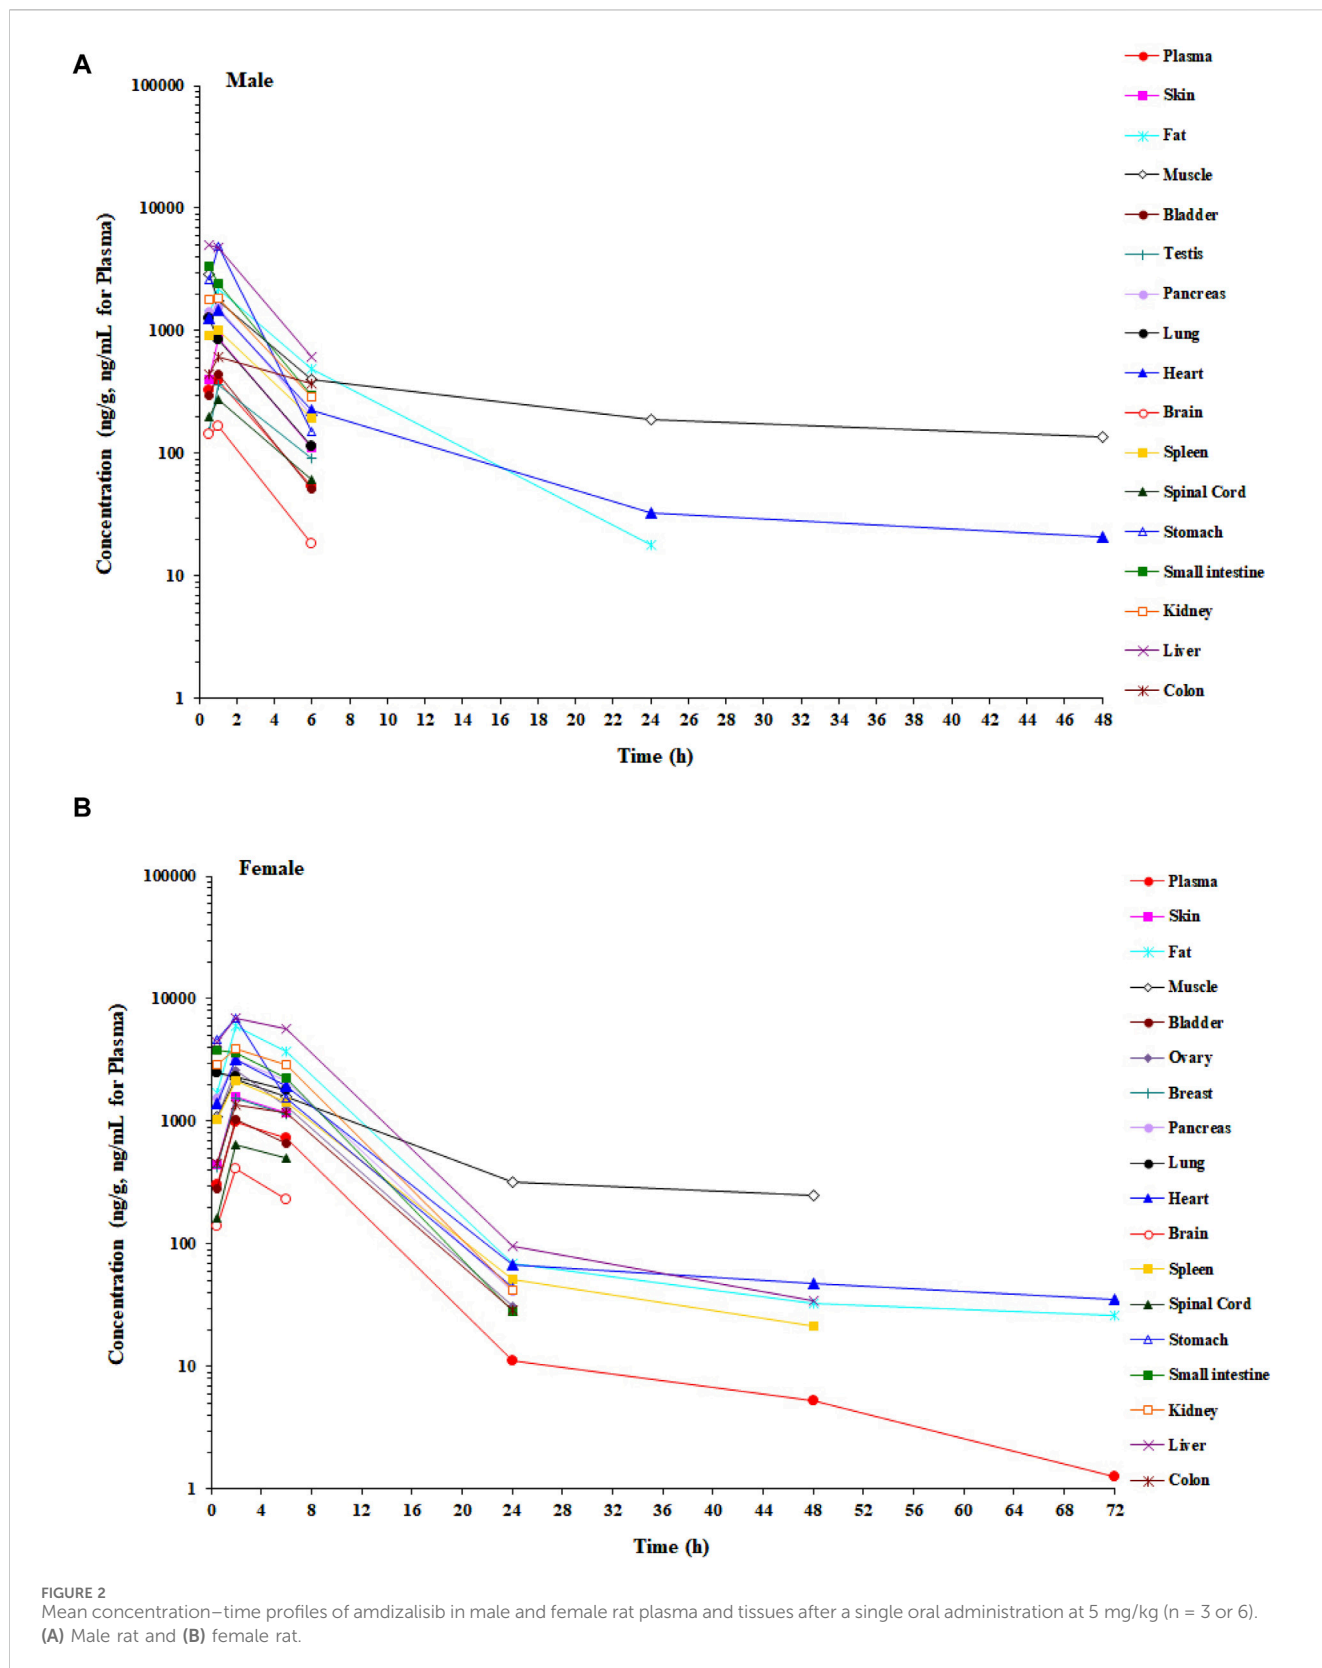 A
Male
100000
10000
1000
100
10
1
Concentration (ng/g, ng/mL for Plasma)
0 2 4 6 8 10 12 14 16 18 20 22 24 26 28 30 32 34 36 38 40 42 44 46 48
Time (h)
Plasma
Skin
Fat
Muscle
Bladder
Testis
Pancreas
Lung
Heart
Brain
Spleen
Spinal Cord
Stomach
Small intestine
Kidney
Liver
Colon
B
Female
100000
10000
1000
100
10
1
Concentration (ng/g, ng/mL for Plasma)
0 4 8 12 16 20 24 28 32 36 40 44 48 52 56 60 64 68 72
Time (h)
Plasma
Skin
Fat
Muscle
Bladder
Ovary
Breast
Pancreas
Lung
Heart
Brain
Spleen
Spinal Cord
Stomach
Small intestine
Kidney
Liver
Colon
FIGURE 2
Mean concentration–time profiles of amdizalisib in male and female rat plasma and tissues after a single oral administration at 5 mg/kg (n = 3 or 6).
(A) Male rat and (B) female rat.